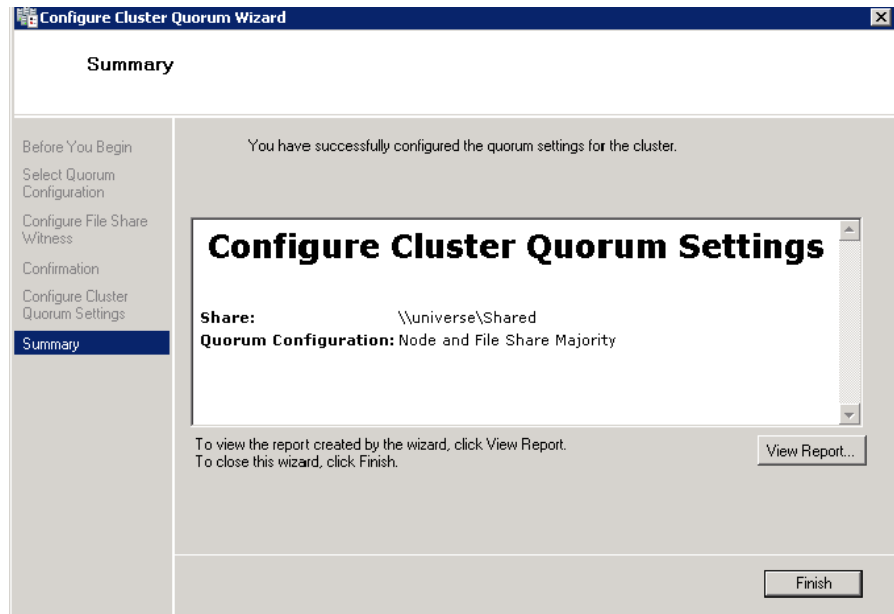 Configure Cluster Quorum Wizard
Summary
Before You Begin
Select Quorum
Configuration
Configure File Share
Witness
Confirmation
Configure Cluster
Quorum Settings
Summary
You have successfully configured the quorum settings for the cluster.
Configure Cluster Quorum Settings
Share: \\universe\Shared
Quorum Configuration: Node and File Share Majority
To view the report created by the wizard, click View Report.
To close this wizard, click Finish.
View Report...
Finish